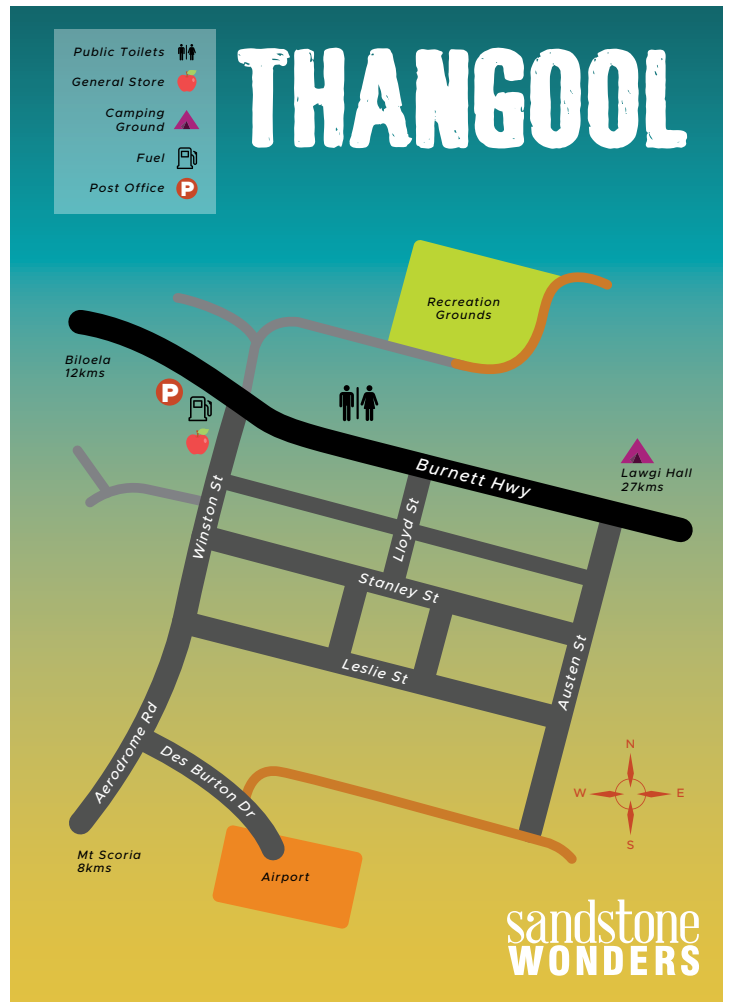 Public Toilets
General Store
Camping
Ground
Fuel
Post Office
P
THANGOOL
Recreation
Grounds
Biloela
12kms
P
Burnett Hwy
Lawgi Hall
27kms
Winston St
Lloyd St
Stanley St
Leslie St
Austen St
Aerodrome Rd
Des Burton Dr
N
W
E
S
Mt Scoria
8kms
Airport
sandstone
WONDERS